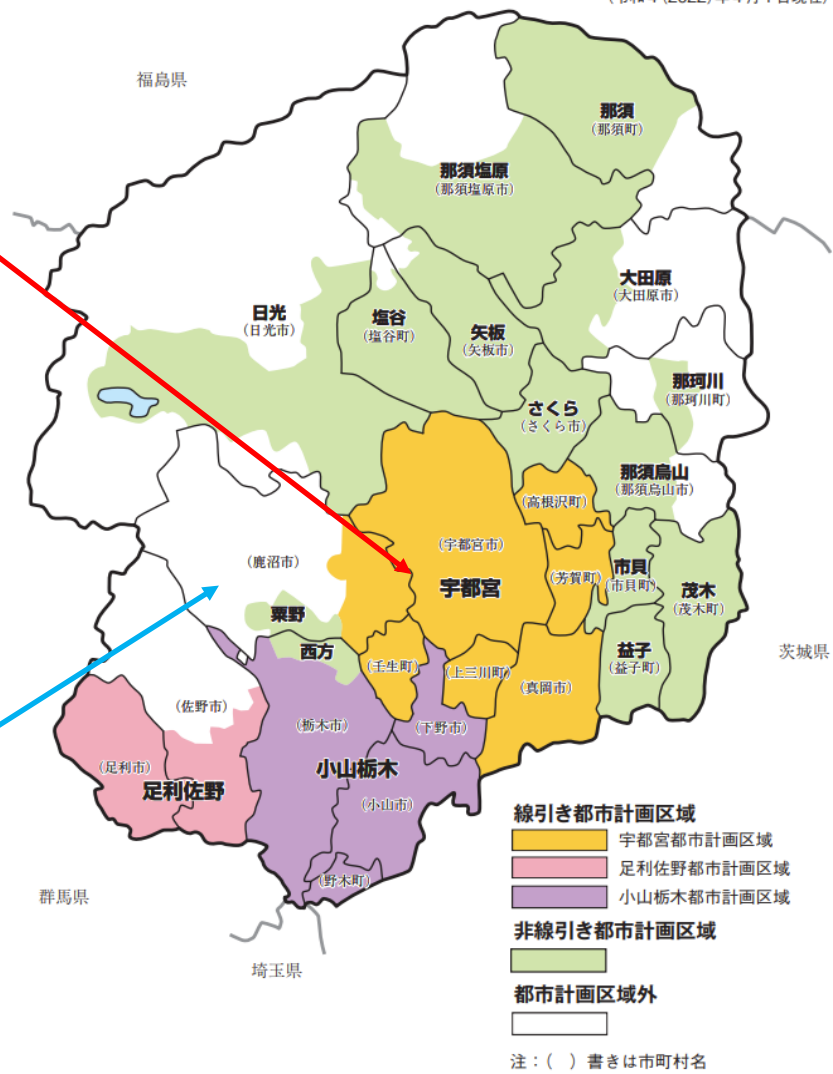 福島県
那須
（那須町）
那須塩原
（那須塩原市）
大田原
（大田原市）
日光
（日光市）
塩谷
（塩谷町）
矢板
（矢板市）
那珂川
（那珂川町）
さくら
（さくら市）
那須烏山
（那須烏山市）
（高根沢町）
（宇都宮市）
宇都宮
（鹿沼市）
（芳賀町）
市貝
（市貝町）
茂木
（茂木町）
粟野
西方
（壬生町）
（上三川町）
（真岡市）
益子
（益子町）
茨城県
（佐野市）
（栃木市）
（下野市）
（足利市）
足利佐野
小山栃木
（小山市）
（野木町）
群馬県
埼玉県
線引き都市計画区域
宇都宮都市計画区域
足利佐野都市計画区域
小山栃木都市計画区域
非線引き都市計画区域
都市計画区域外
注：（　）書きは市町村名